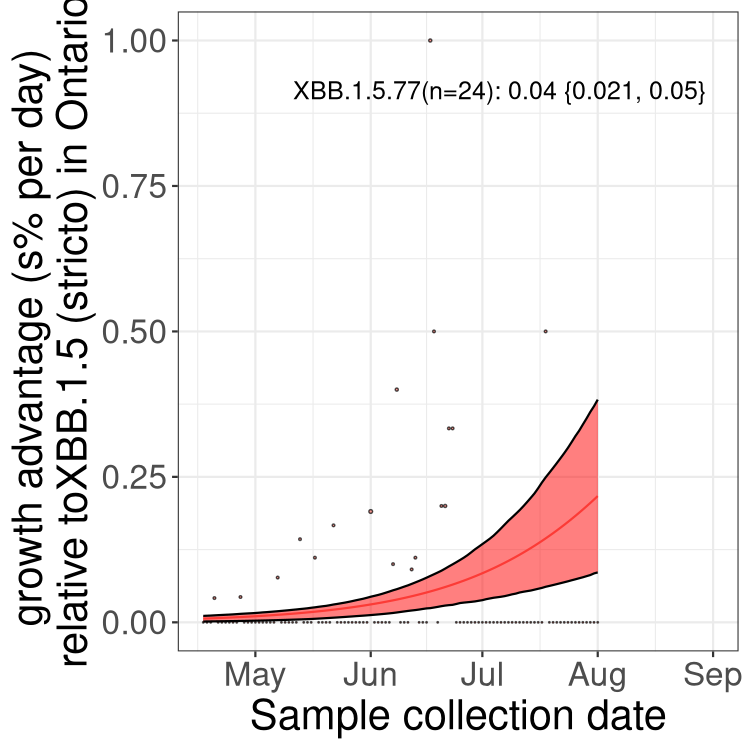 growth advantage (s% per day)
relative toXBB.1.5 (stricto) in Ontario
1.00
0.75
0.50
0.25
0.00
XBB.1.5.77(n=24): 0.04 {0.021, 0.05}
May Jun Jul Aug Sep
Sample collection date